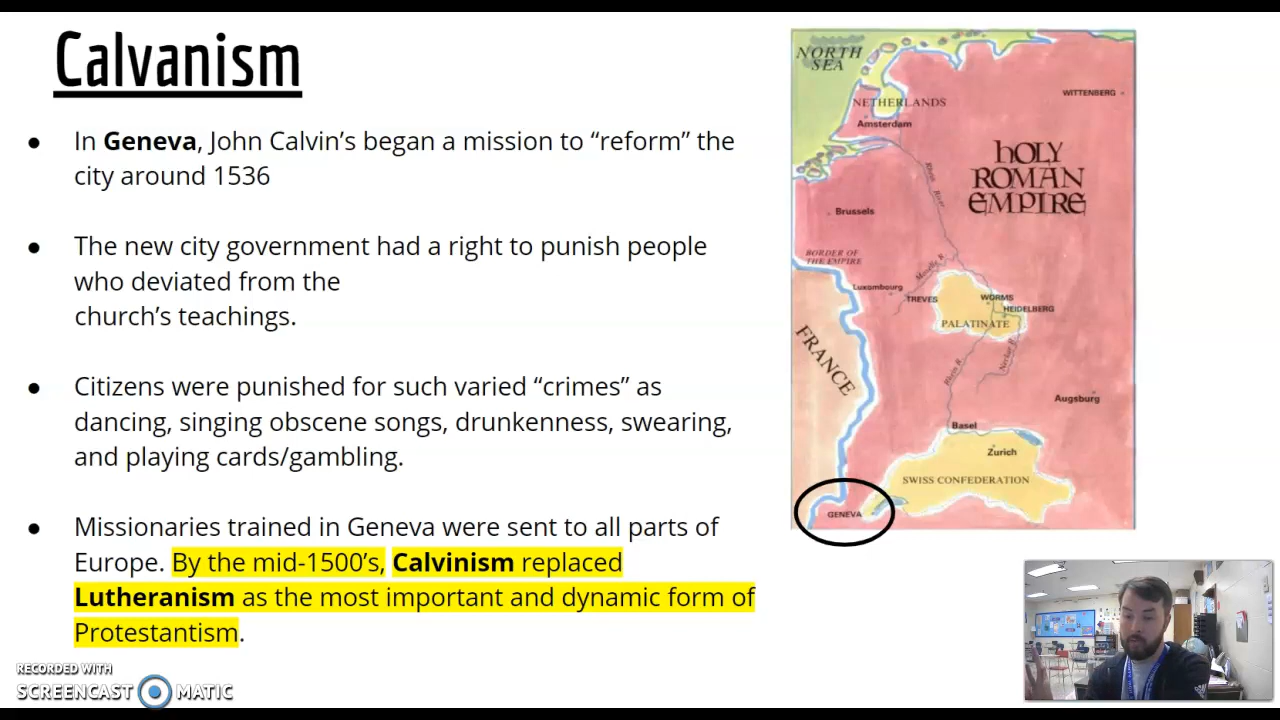 Calvanism
● In Geneva, John Calvin’s began a mission to “reform” the
city around 1536
● The new city government had a right to punish people
who deviated from the
church’s teachings.
● Citizens were punished for such varied “crimes” as
dancing, singing obscene songs, drunkenness, swearing,
and playing cards/gambling.
● Missionaries trained in Geneva were sent to all parts of
Europe. By the mid-1500’s, Calvinism replaced
Lutheranism as the most important and dynamic form of
Protestantism.
NORTH
SEA
WITTENBERG
NETHERLANDS
Amsterdam
HOLY
ROMAN
EMPIRE
Rhein River
Brussels
BORDER OF
THE EMPIRE
Moselle R.
Luxembourg
TREVES
WORMS
HEIDELBERG
PALATINATE
FRANCE
Rhein R.
Neckar R.
Augsburg
Basel
Zurich
SWISS CONFEDERATION
GENEVA
RECORDED WITH
SCREENCAST MATIC